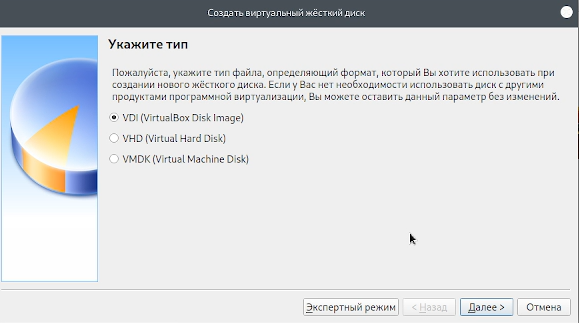 Создать виртуальный жёсткий диск
Укажите тип
Пожалуйста, укажите тип файла, определяющий формат, который Вы хотите использовать при
создании нового жёсткого диска. Если у Вас нет необходимости использовать диск с другими
продуктами программной виртуализации, Вы можете оставить данный параметр без изменений.
VDI (VirtualBox Disk Image)
VHD (Virtual Hard Disk)
VMDK (Virtual Machine Disk)
Экспертный режим
< Назад
Далее >
Отмена